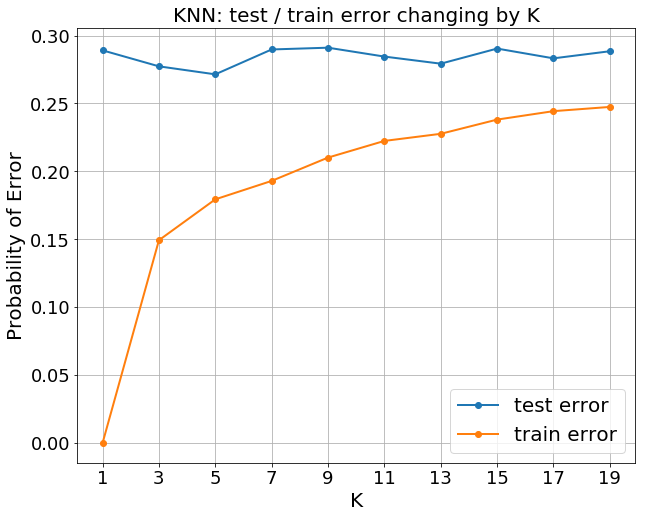 KNN: test / train error changing by K
0.30
0.25
0.20
0.15
0.10
0.05
0.00
Probability of Error
1 3 5 7 9 11 13 15 17 19
K
test error
train error